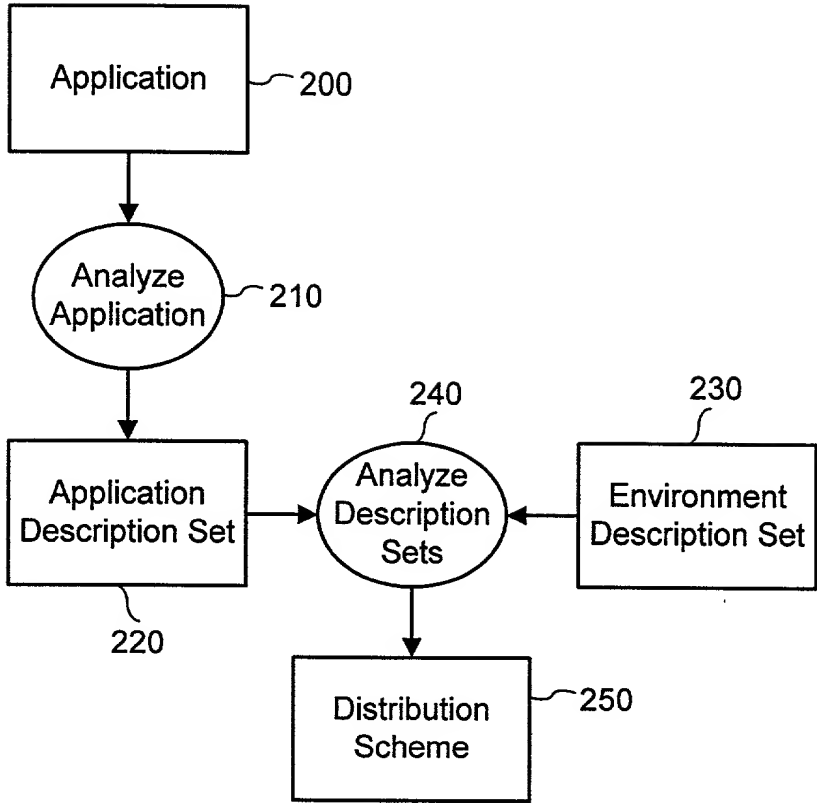 Application
200
Analyze
Application
210
240
230
Application
Description Set
Analyze
Description
Sets
Environment
Description Set
220
Distribution
Scheme
250